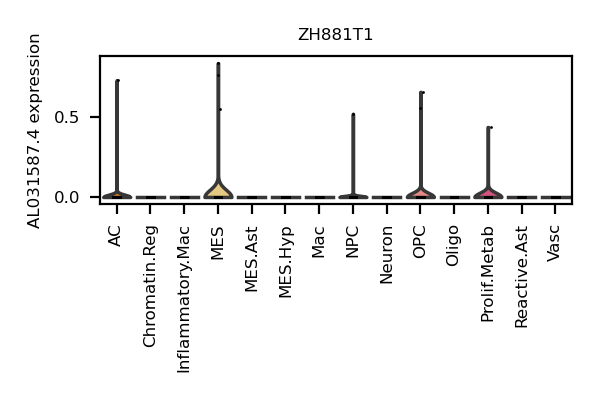 ZH881T1
AL031587.4 expression
0.5
0.0
AC
Chromatin.Reg
Inflammatory.Mac
MES
MES.Ast
MES.Hyp
Mac
NPC
Neuron
OPC
Oligo
Prolif.Metab
Reactive.Ast
Vasc